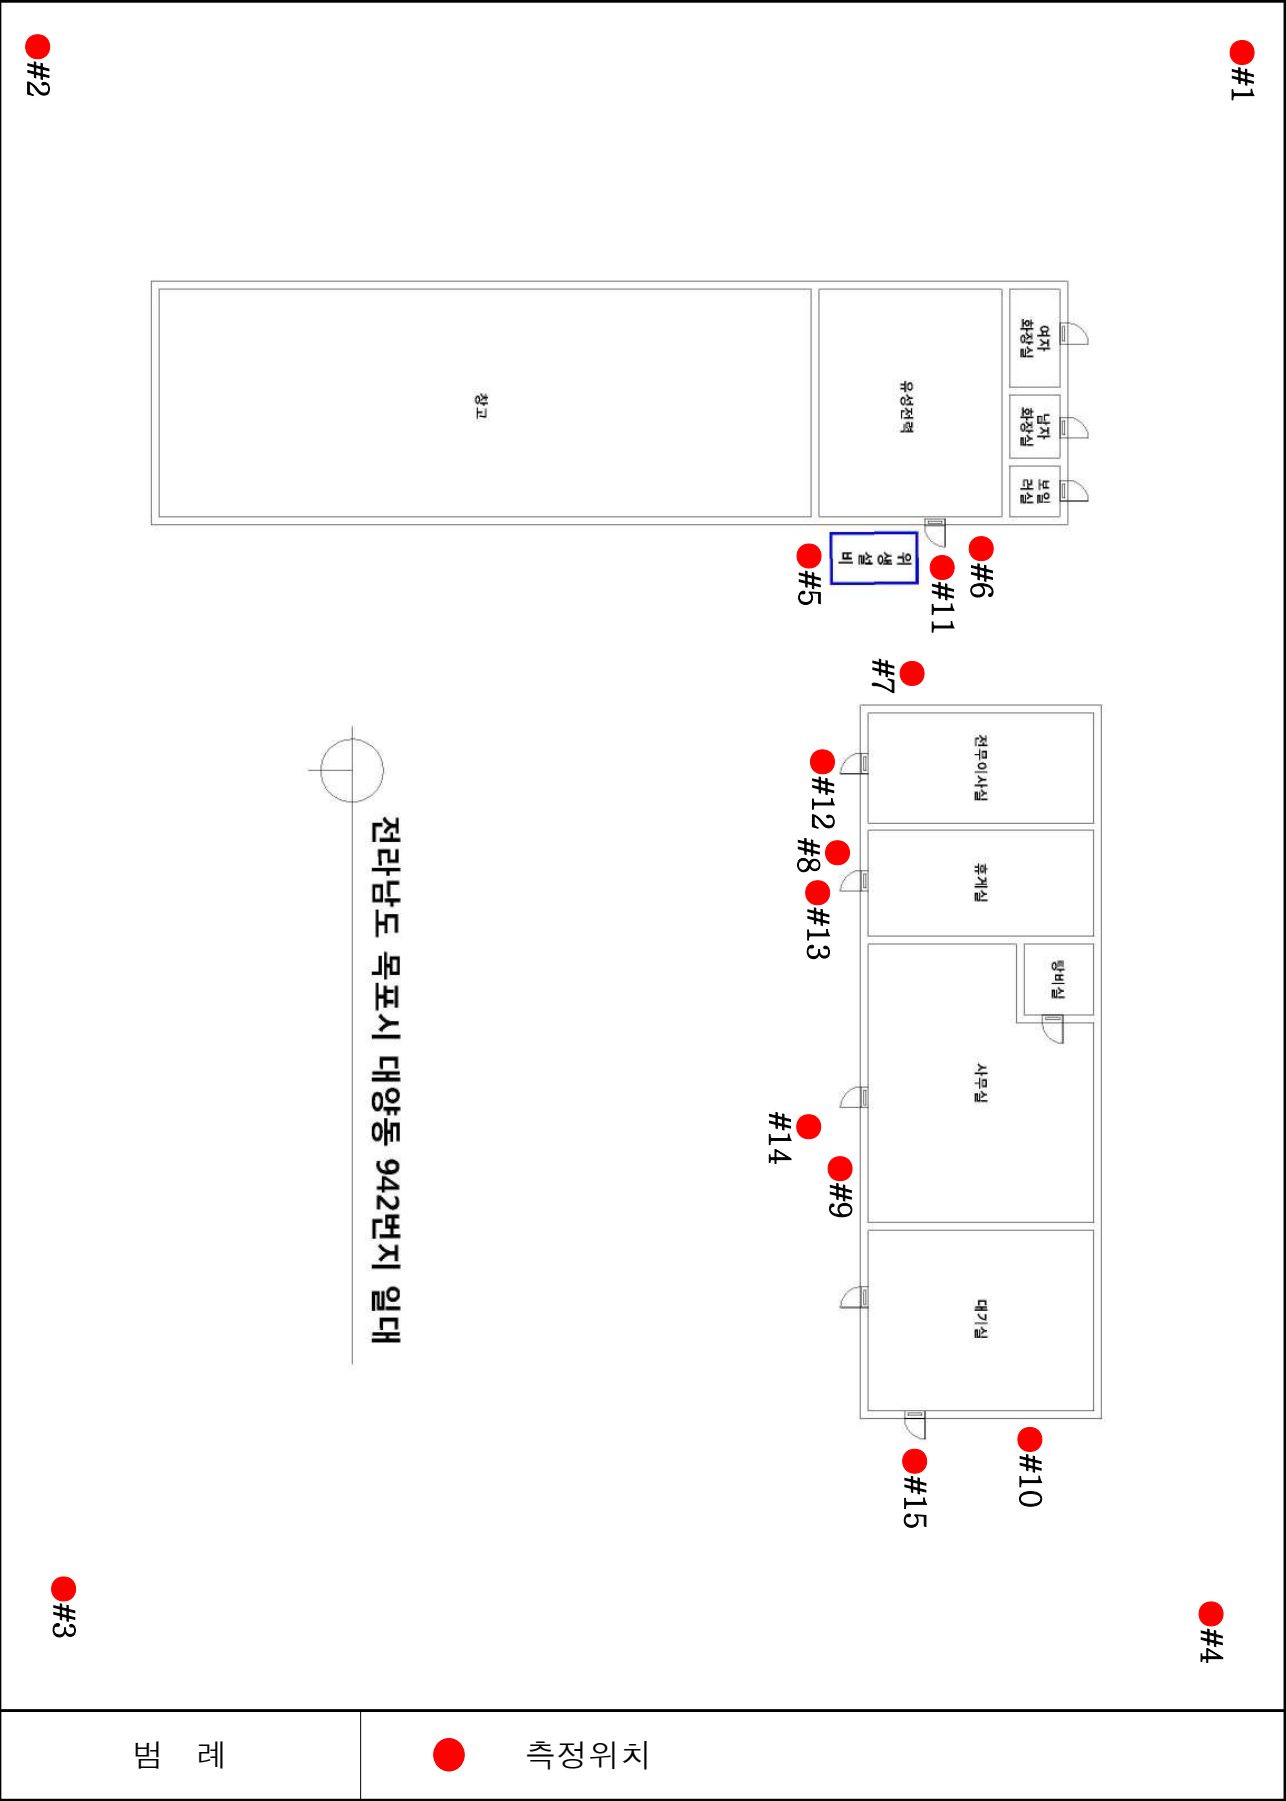 #2
#1
여자
화장실
남자
화장실
보일
러실
유성전력
창고
위생설비
#5
#6
#11
#7
전무이사실
#12
#8
휴게실
#13
탕비실
사무실
#14
#9
대기실
#10
#15
전라남도 목포시 대양동 942번지 일대
#3
#4
범 례
측정위치